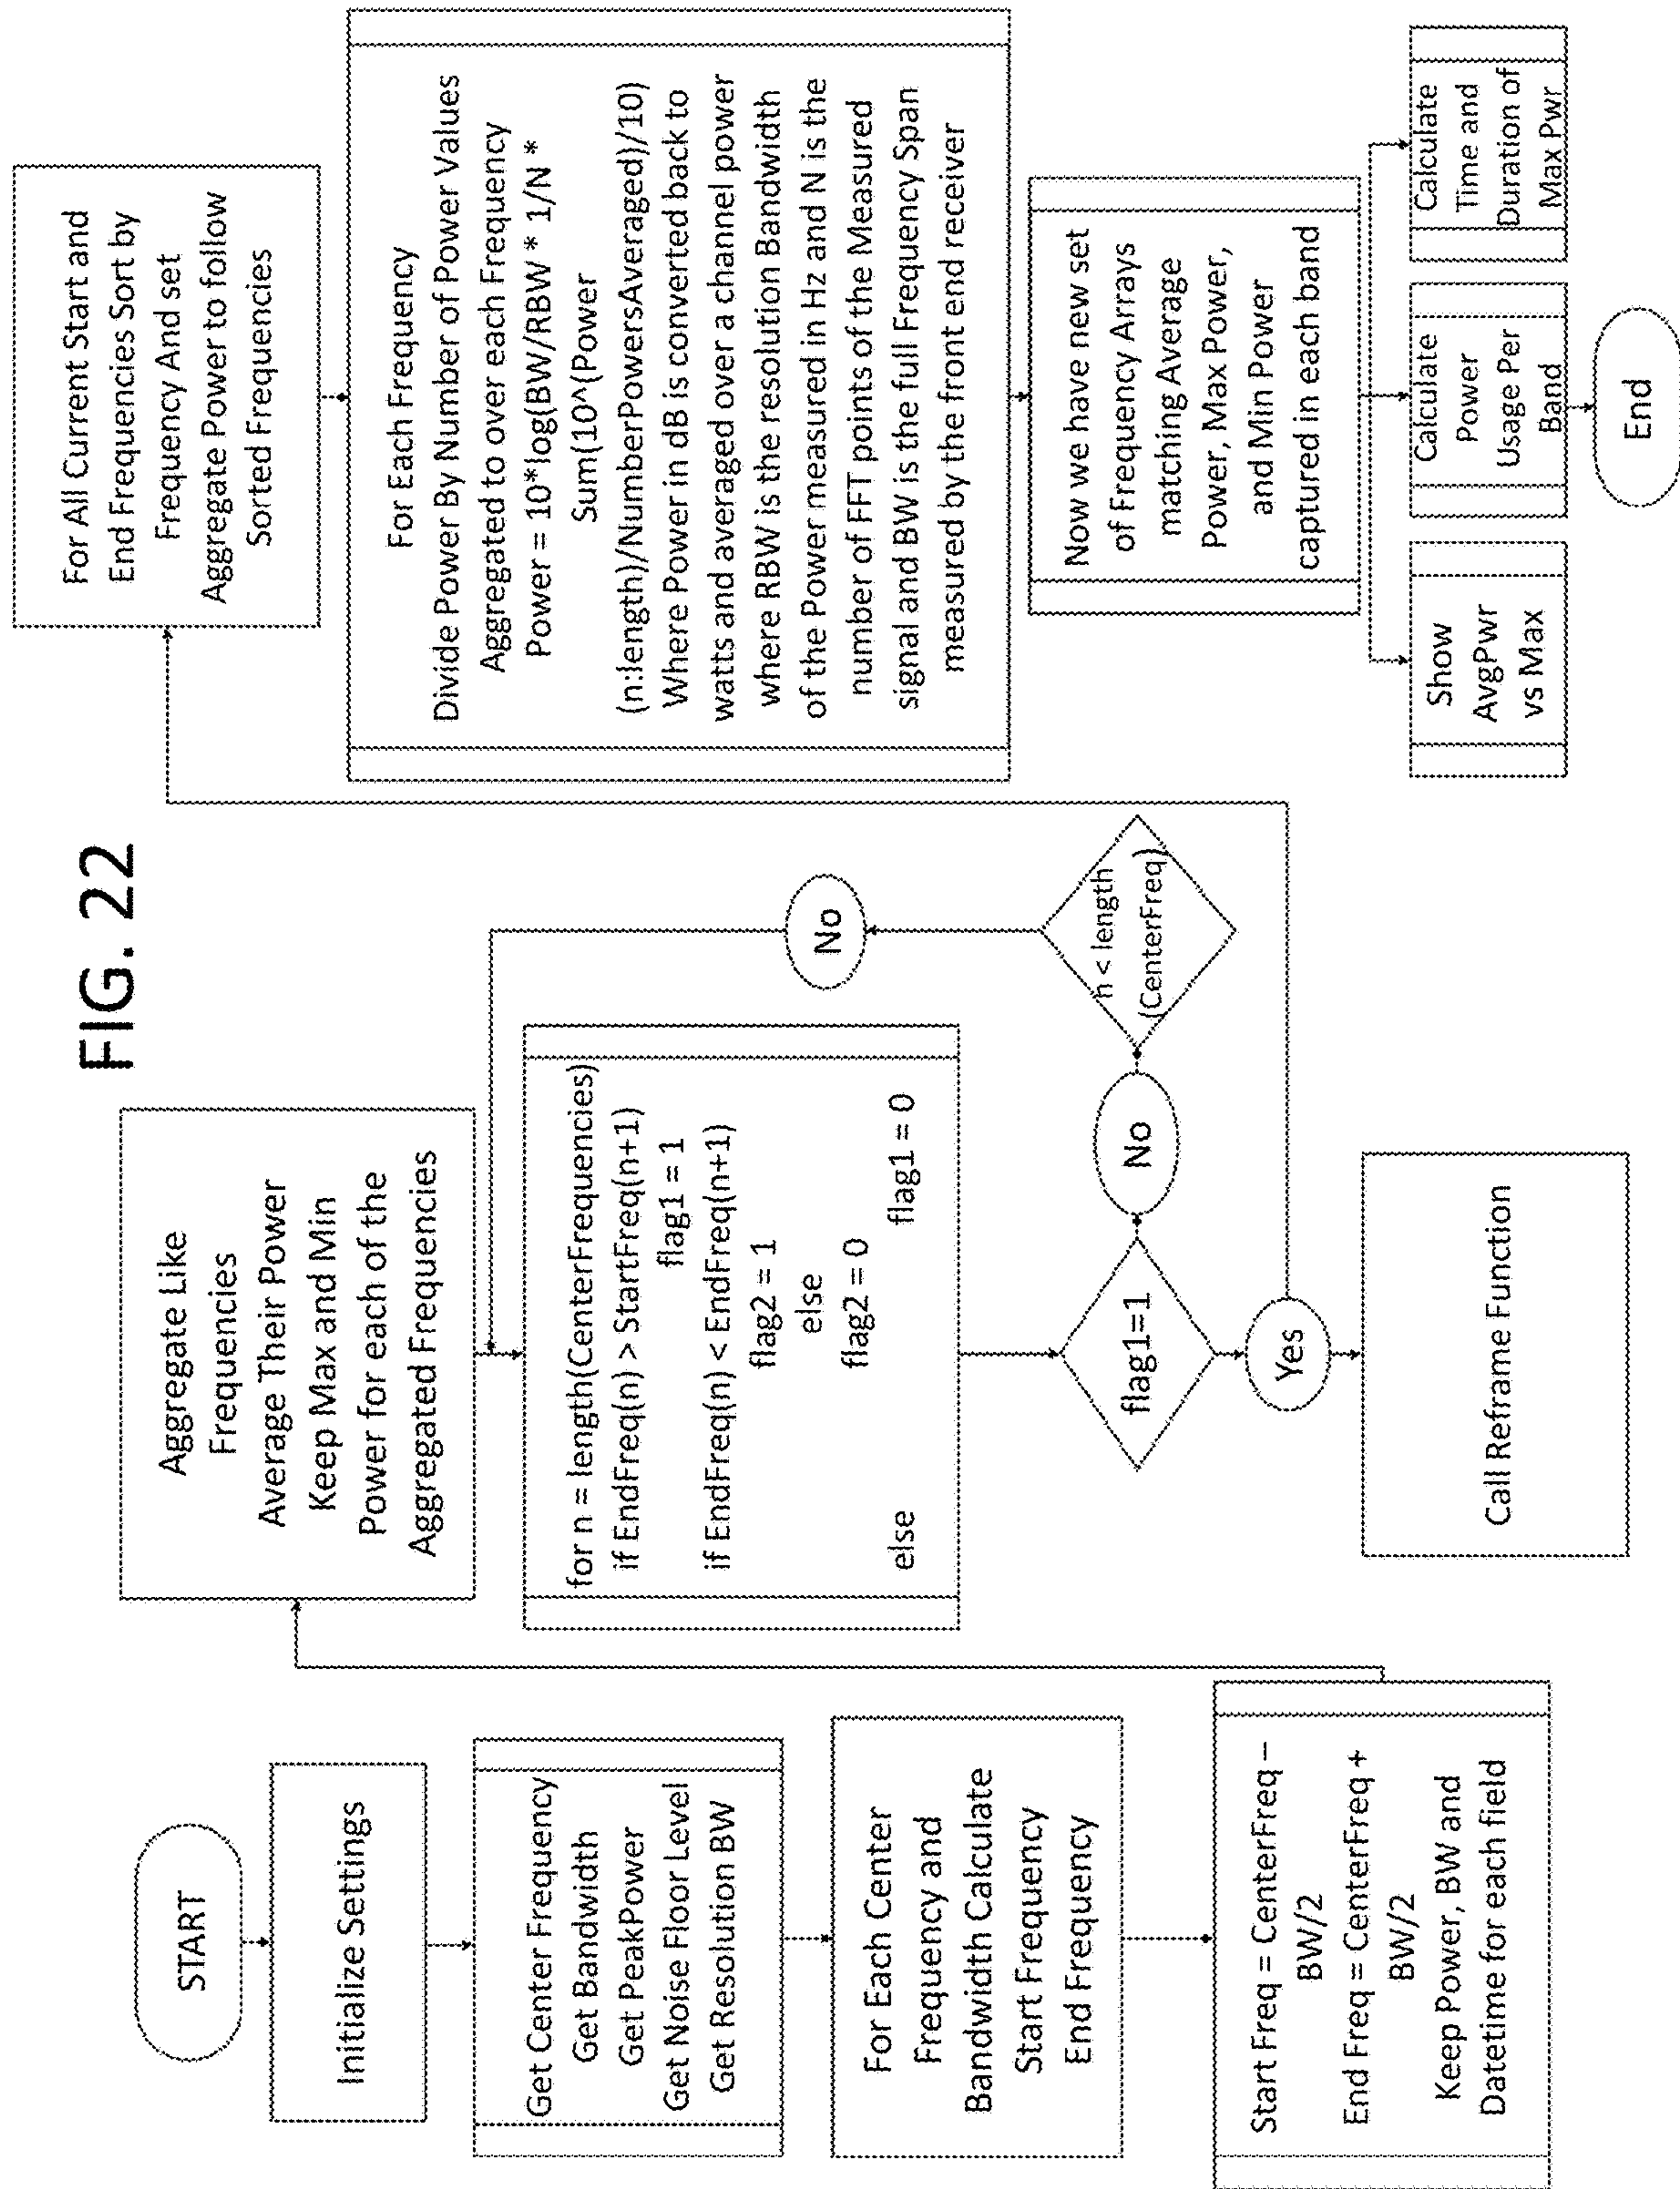 FIG. 22
START
Initialize Settings
Get Center Frequency
Get Bandwidth
Get PeakPower
Get Noise Floor Level
Get Resolution BW
For Each Center
Frequency and
Bandwidth Calculate
Start Frequency
End Frequency
Start Freq = CenterFreq –
BW/2
End Freq = CenterFreq +
BW/2
Keep Power, BW and
Datetime for each field
Aggregate Like
Frequencies
Average Their Power
Keep Max and Min
Power for each of the
Aggregated Frequencies
for n = length(CenterFrequencies)
if EndFreq(n) > StartFreq(n+1)
flag1 = 1
if EndFreq(n) < EndFreq(n+1)
flag2 = 1
else
flag2 = 0
else flag1 = 0
flag1=1
No
n < length
(CenterFreq)
No
Yes
Call Reframe Function
For All Current Start and
End Frequencies Sort by
Frequency And set
Aggregate Power to follow
Sorted Frequencies
For Each Frequency
Divide Power By Number of Power Values
Aggregated to over each Frequency
Power = 10*log(BW/RBW * 1/N *
Sum(10^(Power
(n:length)/NumberPowersAveraged)/10)
Where Power in dB is converted back to
watts and averaged over a channel power
where RBW is the resolution Bandwidth
of the Power measured in Hz and N is the
number of FFT points of the Measured
signal and BW is the full Frequency Span
measured by the front end receiver
Now we have new set
of Frequency Arrays
matching Average
Power, Max Power,
and Min Power
captured in each band
Show
AvgPwr
vs Max
Calculate
Power
Usage Per
Band
Calculate
Time and
Duration of
Max Pwr
End